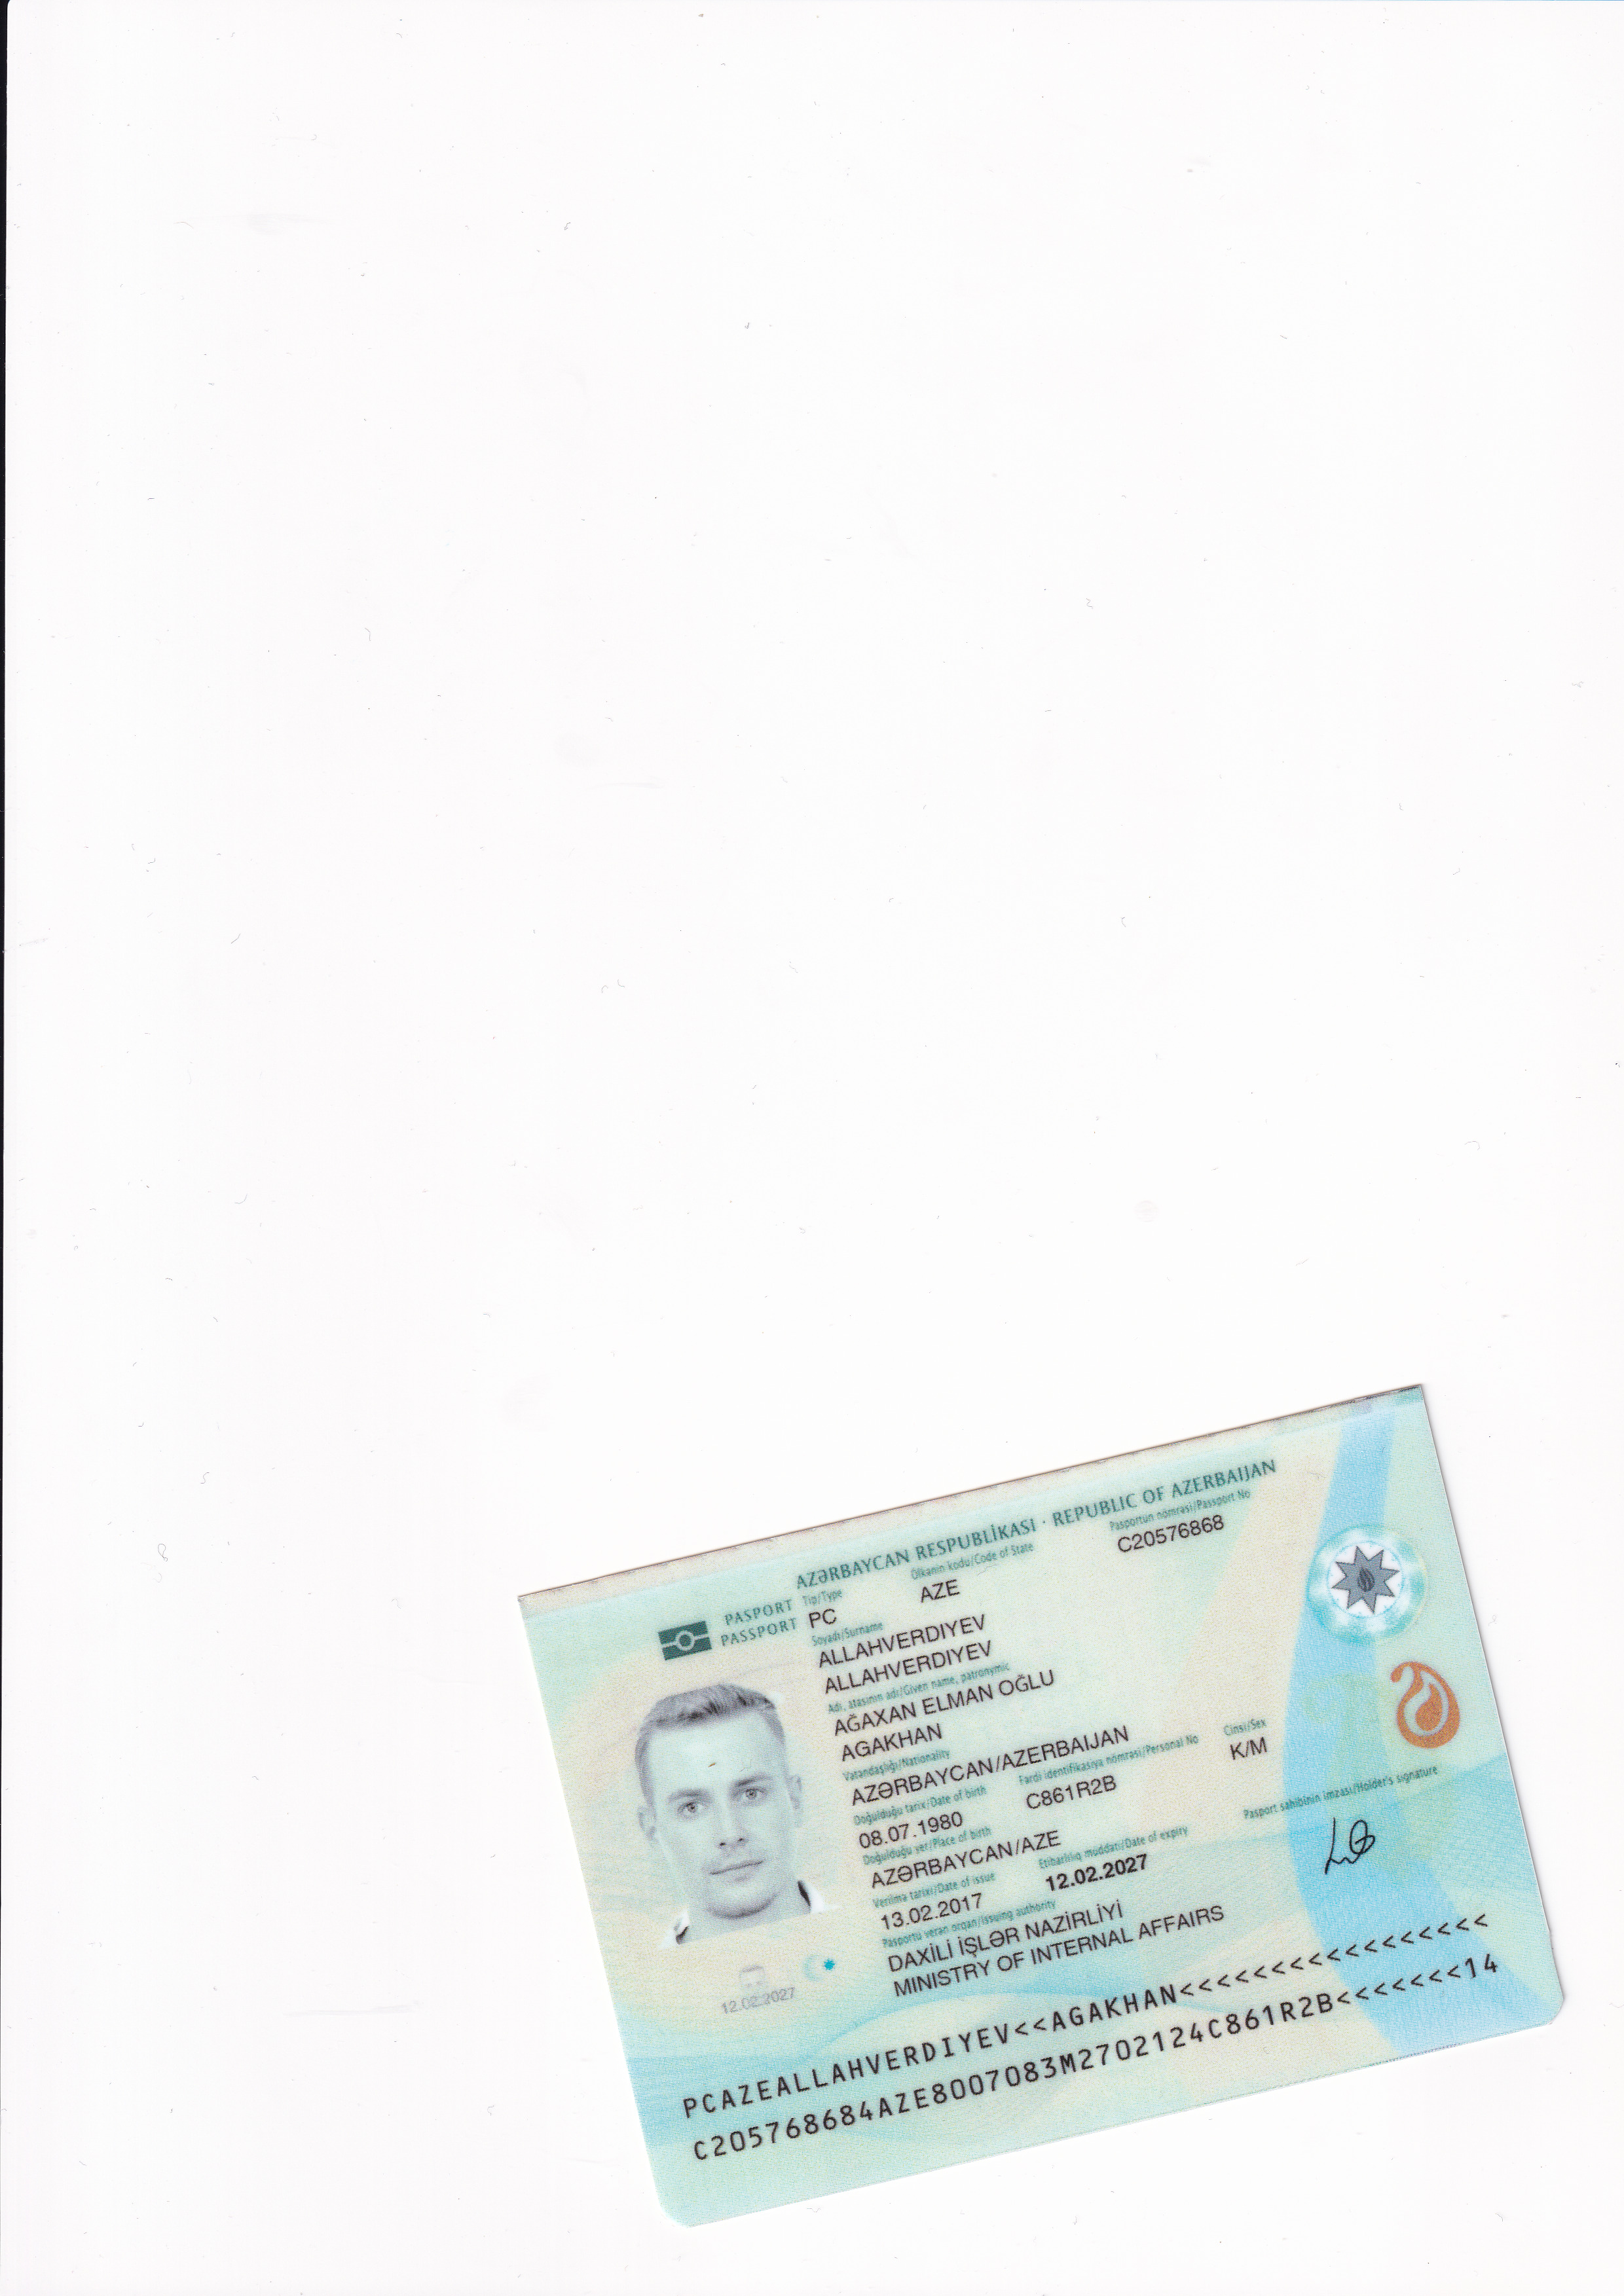 AZƏRBAYCAN RESPUBLİKASI · REPUBLIC OF AZERBAIJAN
PASPORT
PASSPORT
Tip/Type
PC
Ölkənin kodu/Code of State
AZE
Pasportun nömrəsi/Passport No
C20576868
Soyadı/Surname
ALLAHVERDIYEV
ALLAHVERDIYEV
Adı, atasının adı/Given name, patronymic
AĞAXAN ELMAN OĞLU
AGAKHAN
Vətəndaşlığı/Nationality
AZƏRBAYCAN/AZERBAIJAN
Doğulduğu tarix/Date of birth
08.07.1980
Fərdi identifikasiya nömrəsi/Personal No
C861R2B
Cinsi/Sex
K/M
Doğulduğu yer/Place of birth
AZƏRBAYCAN/AZE
Verilmə tarixi/Date of issue
13.02.2017
Etibarlılıq müddəti/Date of expiry
12.02.2027
Pasport sahibinin imzası/Holder's signature
Pasportu verən orqan/Issuing authority
DAXİLİ İŞLƏR NAZİRLİYİ
MINISTRY OF INTERNAL AFFAIRS
12.02.2027
PCAZEALLAHVERDIYEV<<AGAKHAN<<<<<<<<<<<<<<<<<
C205768684AZE8007083M2702124C861R2B<<<<<<<14